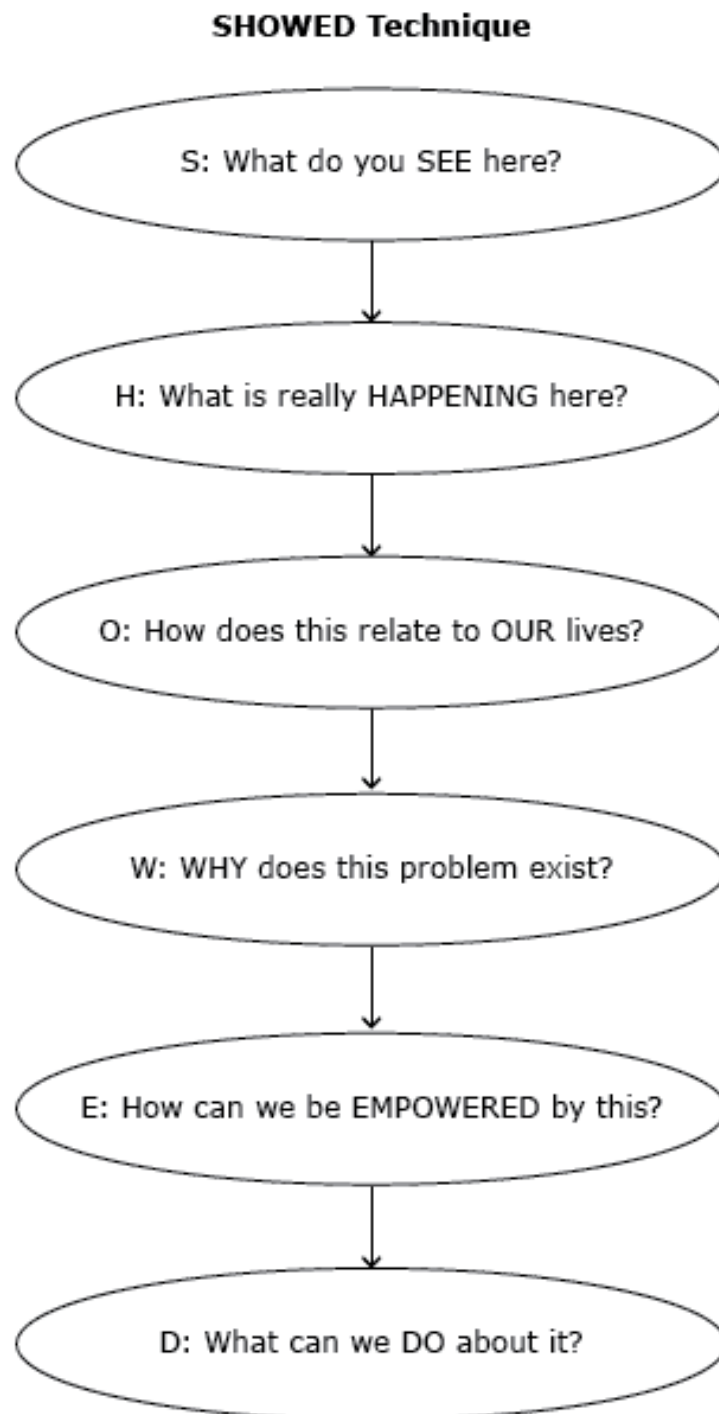 SHOWED Technique
S: What do you SEE here?
H: What is really HAPPENING here?
O: How does this relate to OUR lives?
W: WHY does this problem exist?
E: How can we be EMPOWERED by this?
D: What can we DO about it?